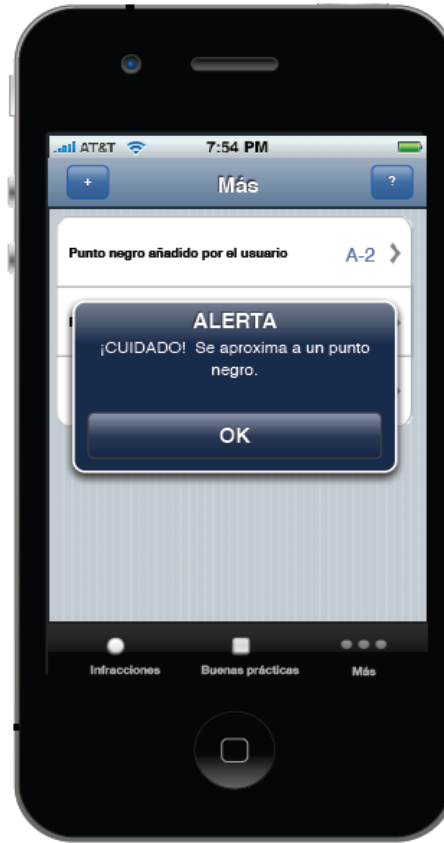 AT&T 7:54 PM
+ Más ?
Punto negro añadido por el usuario A-2
ALERTA
¡CUIDADO! Se aproxima a un punto
negro.
OK
Infracciones Buenas prácticas Más